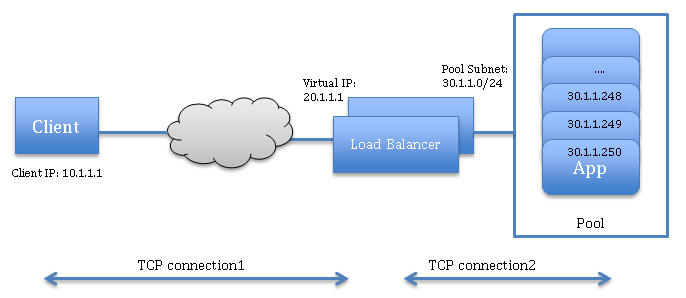 Client
Client IP: 10.1.1.1
Virtual IP:
20.1.1.1
Load Balancer
Pool Subnet:
30.1.1.0/24
....
30.1.1.248
30.1.1.249
30.1.1.250
App
Pool
TCP connection1
TCP connection2